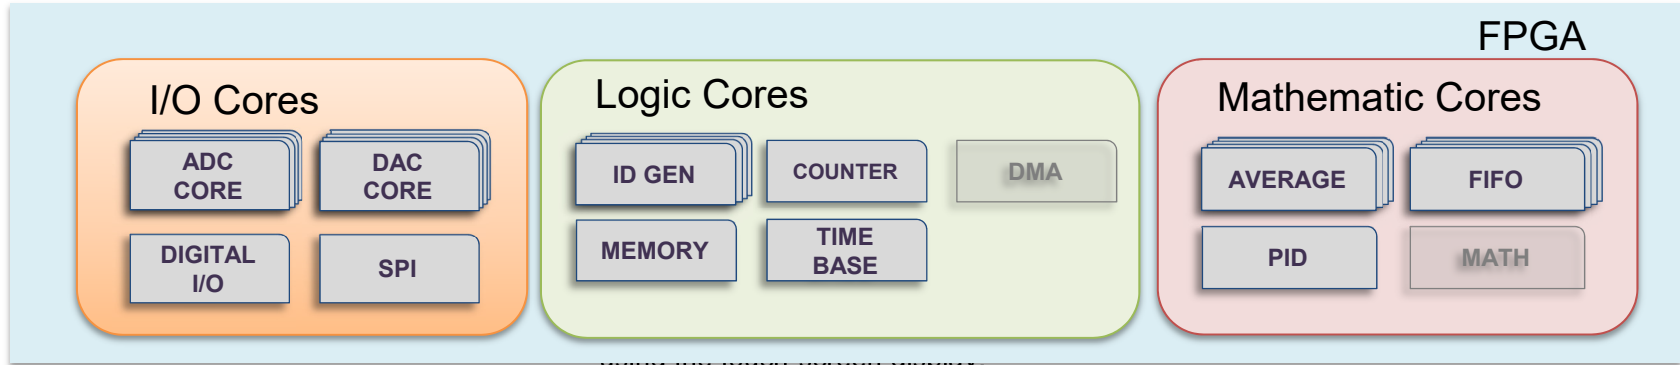 FPGA
I/O Cores
ADC
CORE
DAC
CORE
DIGITAL
I/O
SPI
Logic Cores
ID GEN
COUNTER
DMA
MEMORY
TIME
BASE
Mathematic Cores
AVERAGE
FIFO
PID
MATH